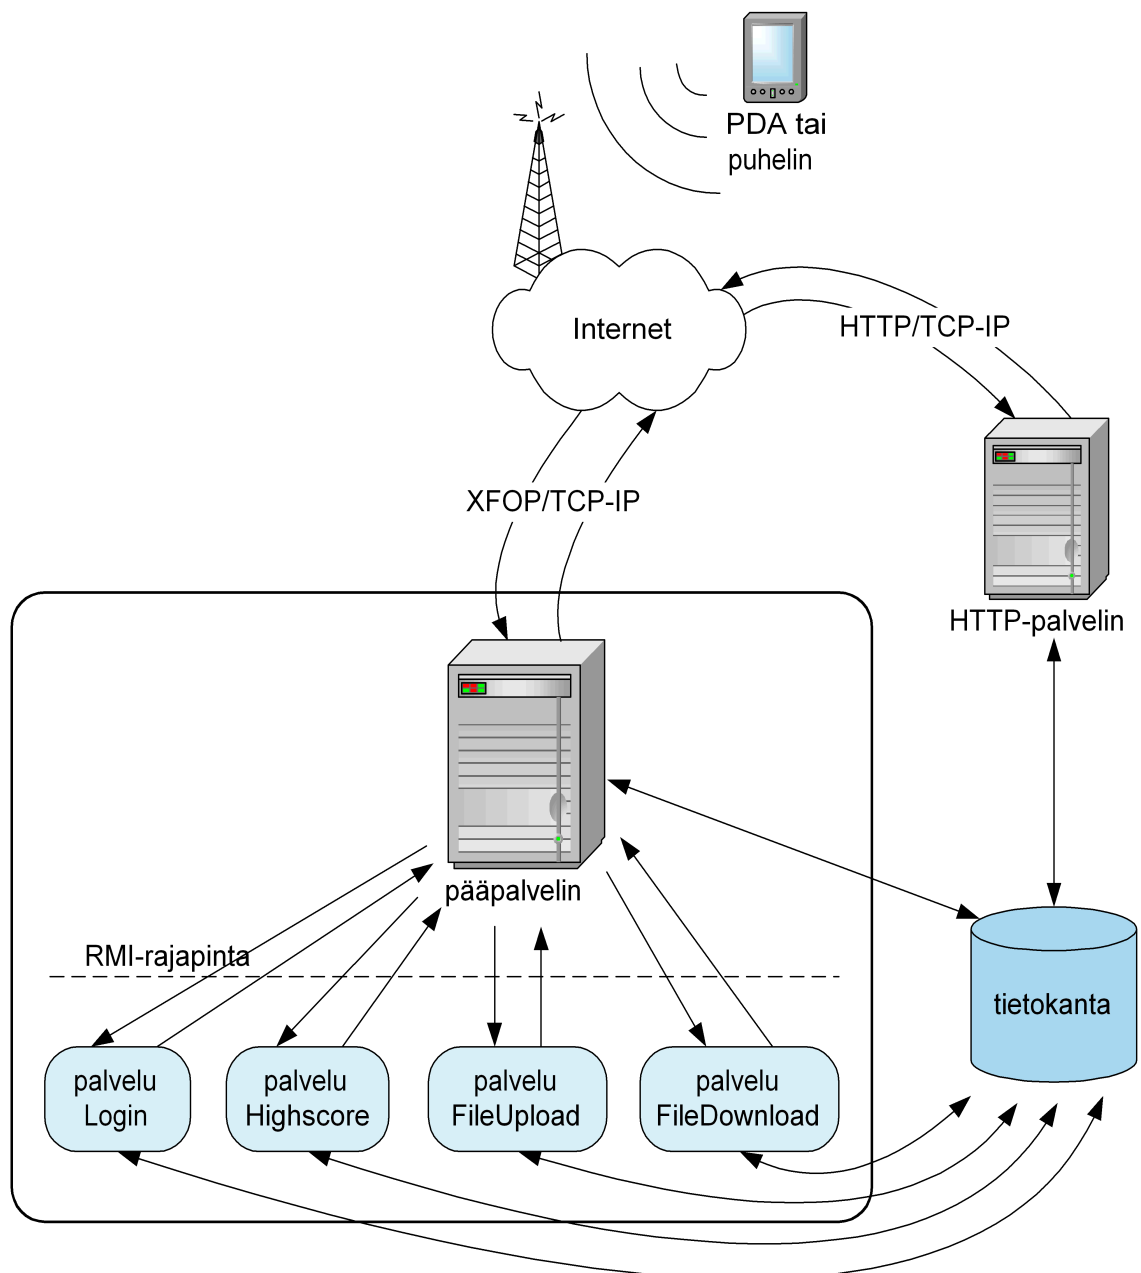 PDA tai
puhelin
Internet
HTTP/TCP-IP
XFOP/TCP-IP
HTTP-palvelin
pääpalvelin
RMI-rajapinta
tietokanta
palvelu
Login
palvelu
Highscore
palvelu
FileUpload
palvelu
FileDownload